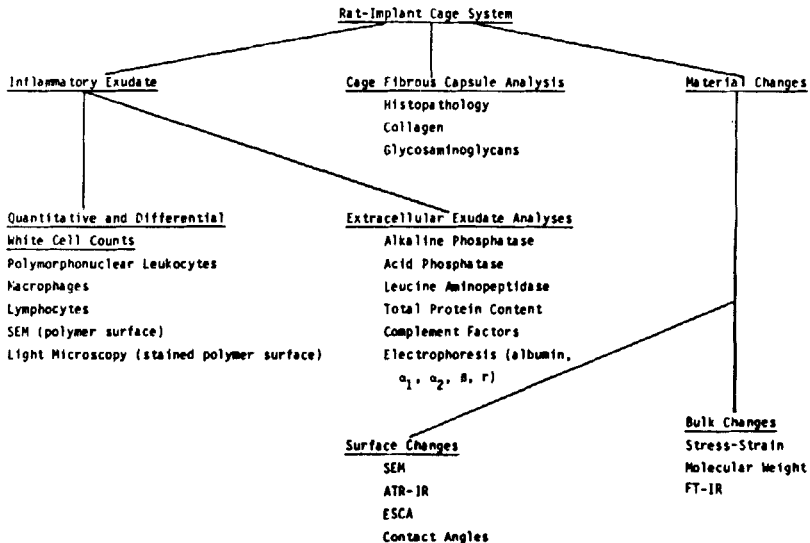 Rat-Implant Cage System
Inflammatory Exudate
Cage Fibrous Capsule Analysis
Histopathology
Collagen
Glycosaminoglycans
Material Changes
Quantitative and Differential
White Cell Counts
Polymorphonuclear Leukocytes
Macrophages
Lymphocytes
SEM (polymer surface)
Light Microscopy (stained polymer surface)
Extracellular Exudate Analyses
Alkaline Phosphatase
Acid Phosphatase
Leucine Aminopeptidase
Total Protein Content
Complement Factors
Electrophoresis (albumin,
α₁, α₂, ø, r)
Surface Changes
SEM
ATR-IR
ESCA
Contact Angles
Bulk Changes
Stress-Strain
Molecular Weight
FT-IR